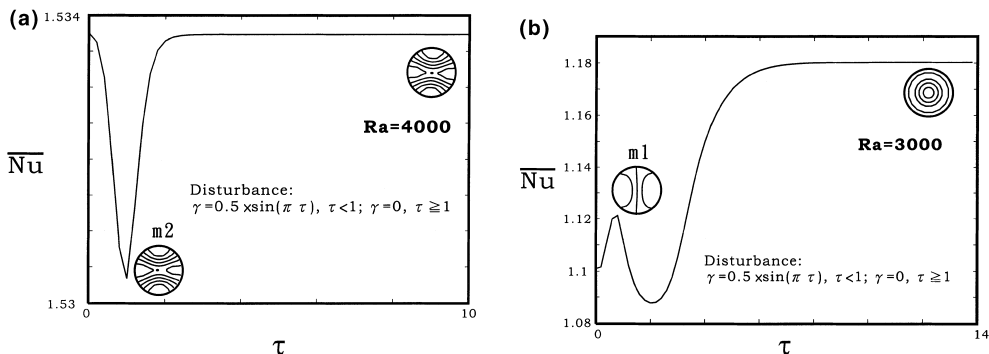 (a)
1.534
Ra=4000
Nu
Disturbance:
γ=0.5 xsin(π τ), τ<1; γ=0, τ≧1
m2
1.53
0
10
τ
(b)
1.18
1.16
Ra=3000
m1
1.14
Nu
1.12
Disturbance:
γ=0.5 xsin(π τ), τ<1; γ=0, τ≧1
1.1
1.08
0
14
τ